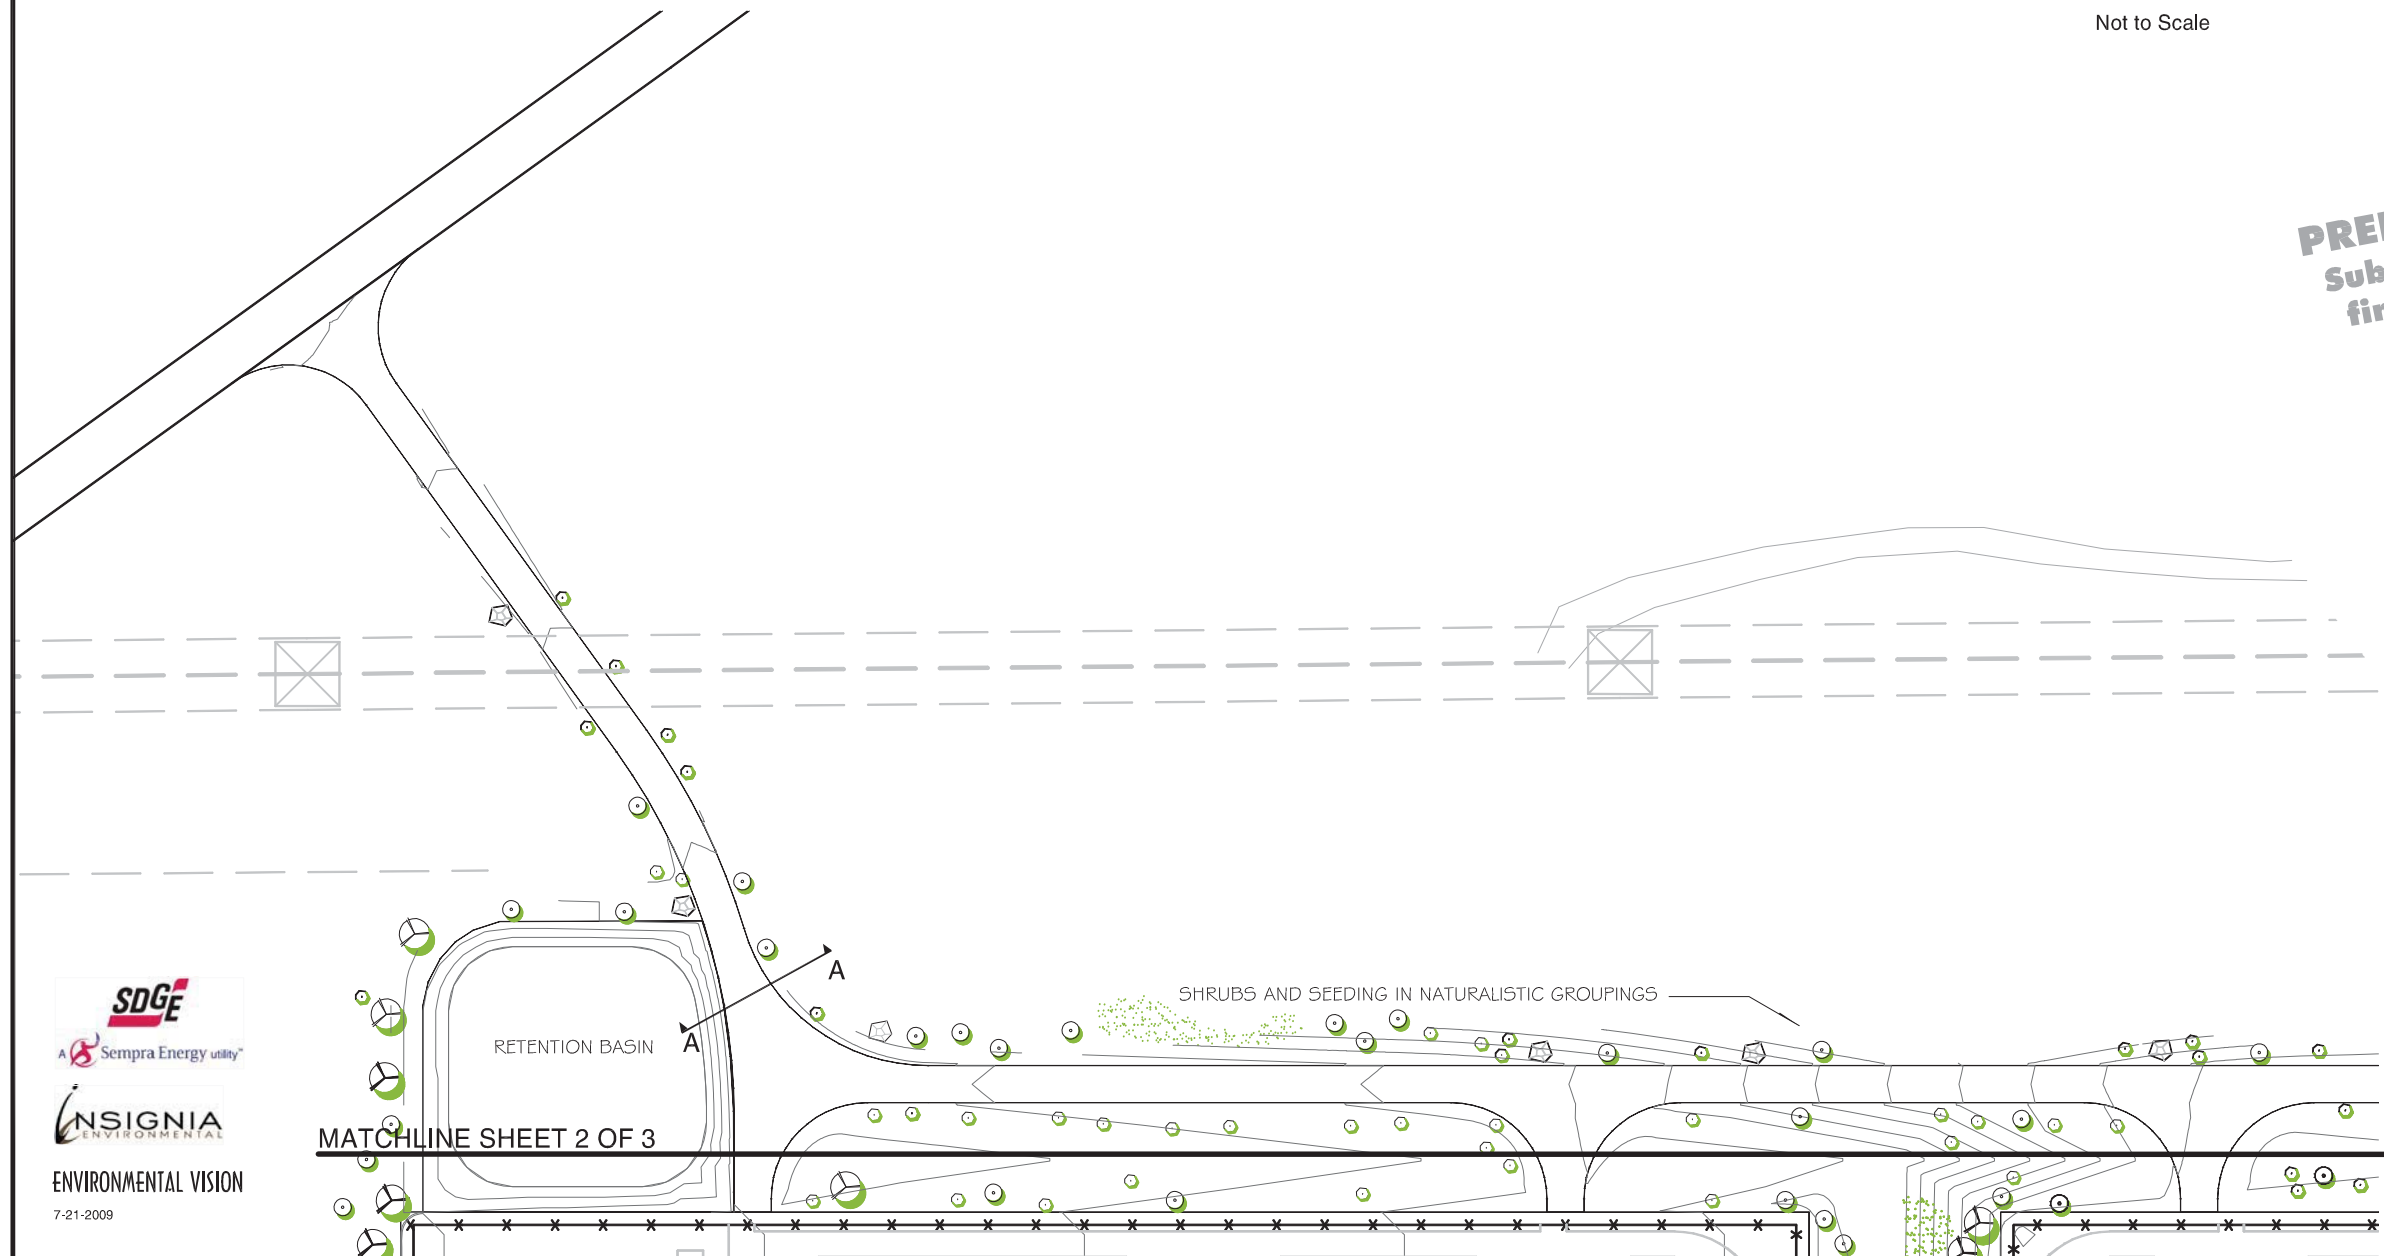 Not to Scale
SHRUBS AND SEEDING IN NATURALISTIC GROUPINGS
A
A
RETENTION BASIN
SDGE
A Sempra Energy utility™
INSIGNIA
ENVIRONMENTAL
MATCHLINE SHEET 2 OF 3
ENVIRONMENTAL VISION
7-21-2009